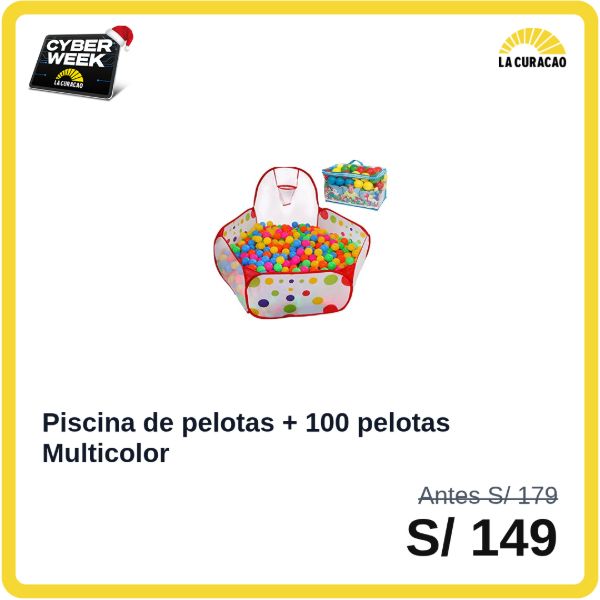 CYBER
WEEK
LA CURACAO
LA CURACAO
Piscina de pelotas + 100 pelotas
Multicolor
Antes S/ 179
S/ 149